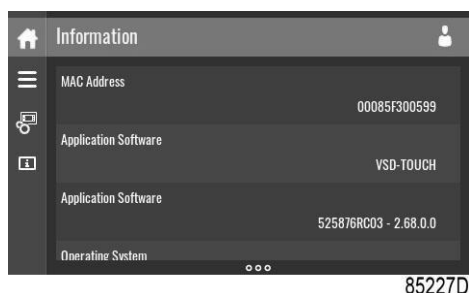 Information
MAC Address
00085F300599
Application Software
VSD-TOUCH
Application Software
525876RC03 - 2.68.0.0
Operating System
85227D